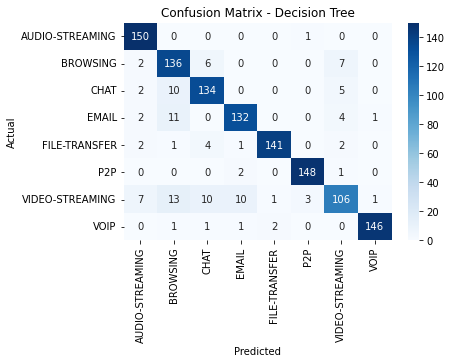 Confusion Matrix - Decision Tree
AUDIO-STREAMING 150 0 0 0 0 1 0 0
BROWSING 2 136 6 0 0 0 7 0
CHAT 2 10 134 0 0 0 5 0
EMAIL 2 11 0 132 0 0 4 1
FILE-TRANSFER 2 1 4 1 141 0 2 0
P2P 0 0 0 2 0 148 1 0
VIDEO-STREAMING 7 13 10 10 1 3 106 1
VOIP 0 1 1 1 2 0 0 146
Actual
AUDIO-STREAMING
BROWSING
CHAT
EMAIL
FILE-TRANSFER
P2P
VIDEO-STREAMING
VOIP
Predicted
140
120
100
80
60
40
20
0